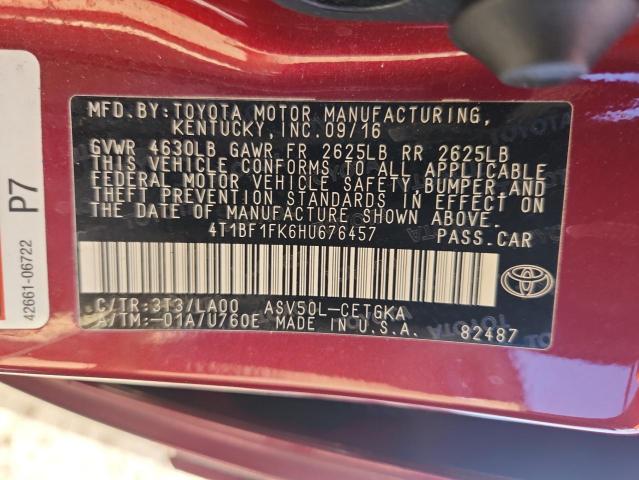 MFD.BY:TOYOTA MOTOR MANUFACTURING,
KENTUCKY, INC.09/16
GVWR 4630LB GAWR FR 2625LB RR 2625LB
THIS VEHICLE CONFORMS TO ALL APPLICABLE
FEDERAL MOTOR VEHICLE SAFETY, BUMPER, AND
THEFT PREVENTION STANDARDS IN EFFECT ON
THE DATE OF MANUFACTURE SHOWN ABOVE.
4T1BF1FK6HU676457 PASS.CAR
C/TR:3T3/LA00 ASV50L-CETGKA
A/TM:-01A/U760E MADE IN U.S.A.
82487
TOYOTA
P7
42661-06722